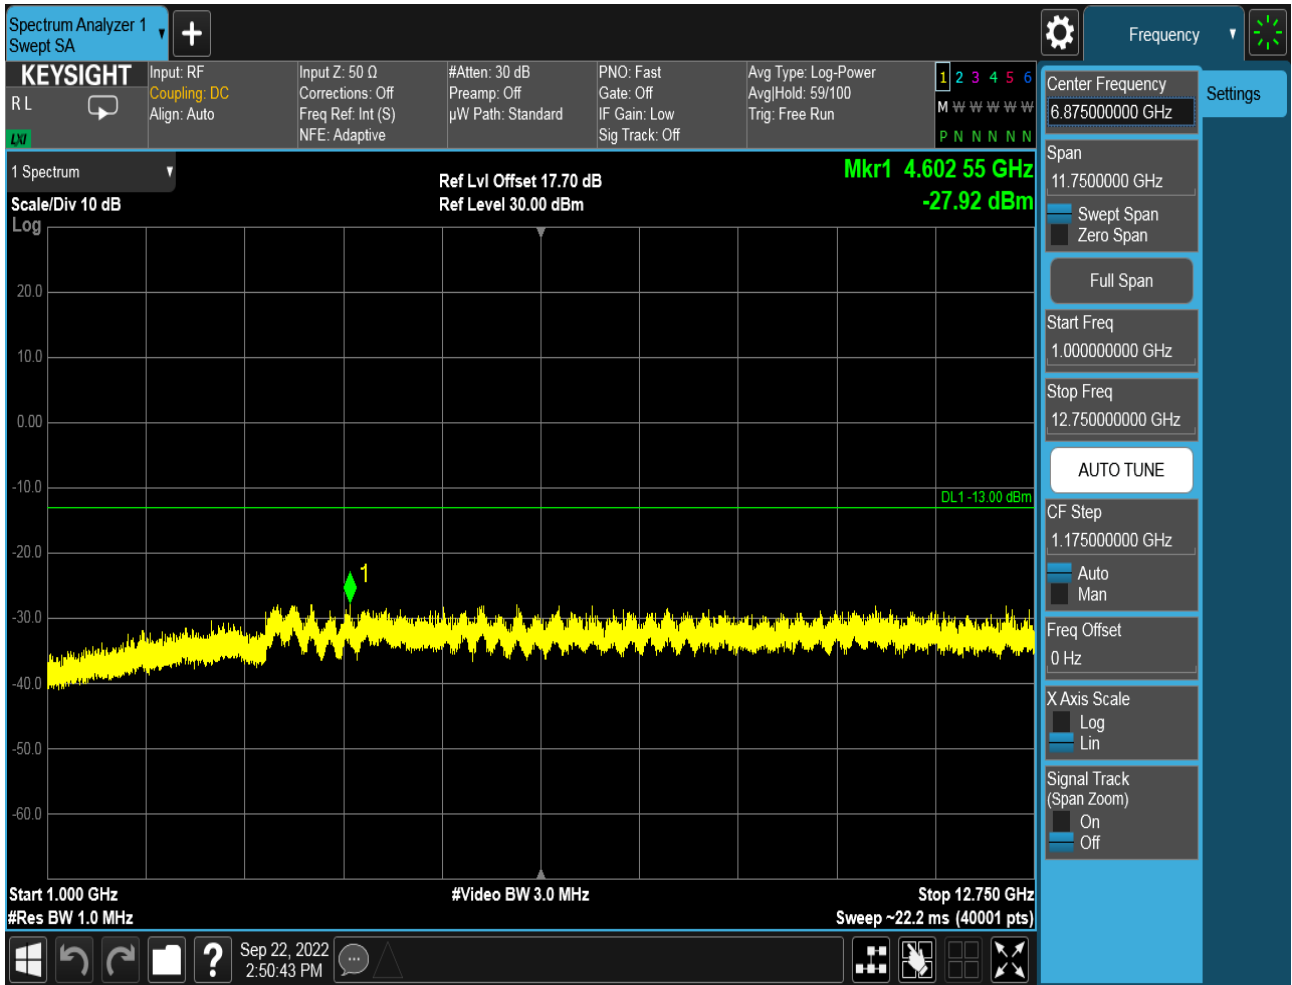 Spectrum Analyzer 1
Swept SA
Frequency
KEYSIGHT
R L
LXI
Input: RF
Coupling: DC
Align: Auto
Input Z: 50 Ω
Corrections: Off
Freq Ref: Int (S)
NFE: Adaptive
#Atten: 30 dB
Preamp: Off
µW Path: Standard
PNO: Fast
Gate: Off
IF Gain: Low
Sig Track: Off
Avg Type: Log-Power
Avg|Hold: 59/100
Trig: Free Run
1 2 3 4 5 6
M W W W W W
P N N N N N
1 Spectrum
Scale/Div 10 dB
Log
Ref Lvl Offset 17.70 dB
Ref Level 30.00 dBm
Mkr1 4.602 55 GHz
-27.92 dBm
20.0
10.0
0.00
-10.0
-20.0
-30.0
-40.0
-50.0
-60.0
DL1 -13.00 dBm
1
Start 1.000 GHz
#Res BW 1.0 MHz
#Video BW 3.0 MHz
Stop 12.750 GHz
Sweep ~22.2 ms (40001 pts)
Sep 22, 2022
2:50:43 PM
?
Center Frequency
6.875000000 GHz
Settings
Span
11.7500000 GHz
Swept Span
Zero Span
Full Span
Start Freq
1.000000000 GHz
Stop Freq
12.750000000 GHz
AUTO TUNE
CF Step
1.175000000 GHz
Auto
Man
Freq Offset
0 Hz
X Axis Scale
Log
Lin
Signal Track
(Span Zoom)
On
Off